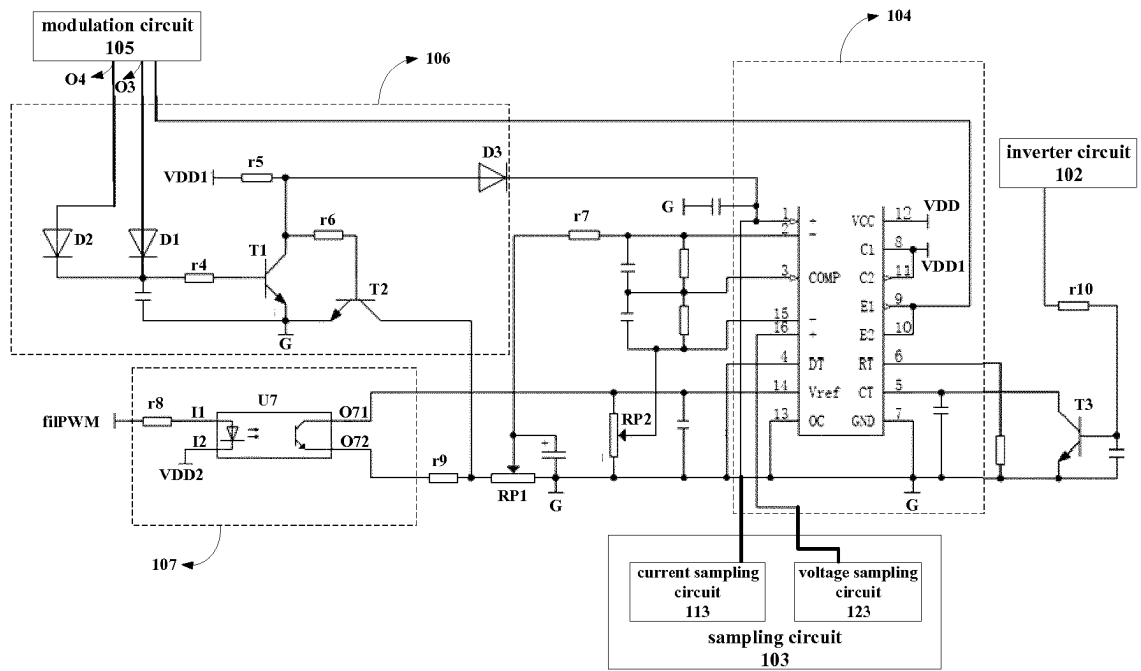 modulation circuit
105
O4
O3
106
104
r5
VDD1
D3
r6
D2
D1
T1
r4
T2
G
inverter circuit
102
G
r7
1
+
2
−
3
COMP
15
−
16
+
4
DT
14
Vref
13
OC
VCC
12
VDD
C1
8
VDD1
C2
11
E1
9
E2
10
RT
6
CT
5
GND
7
r10
T3
r8
filPWM
I1
U7
O71
I2
O72
VDD2
r9
RP1
+
RP2
G
G
107
current sampling
circuit
113
voltage sampling
circuit
123
sampling circuit
103